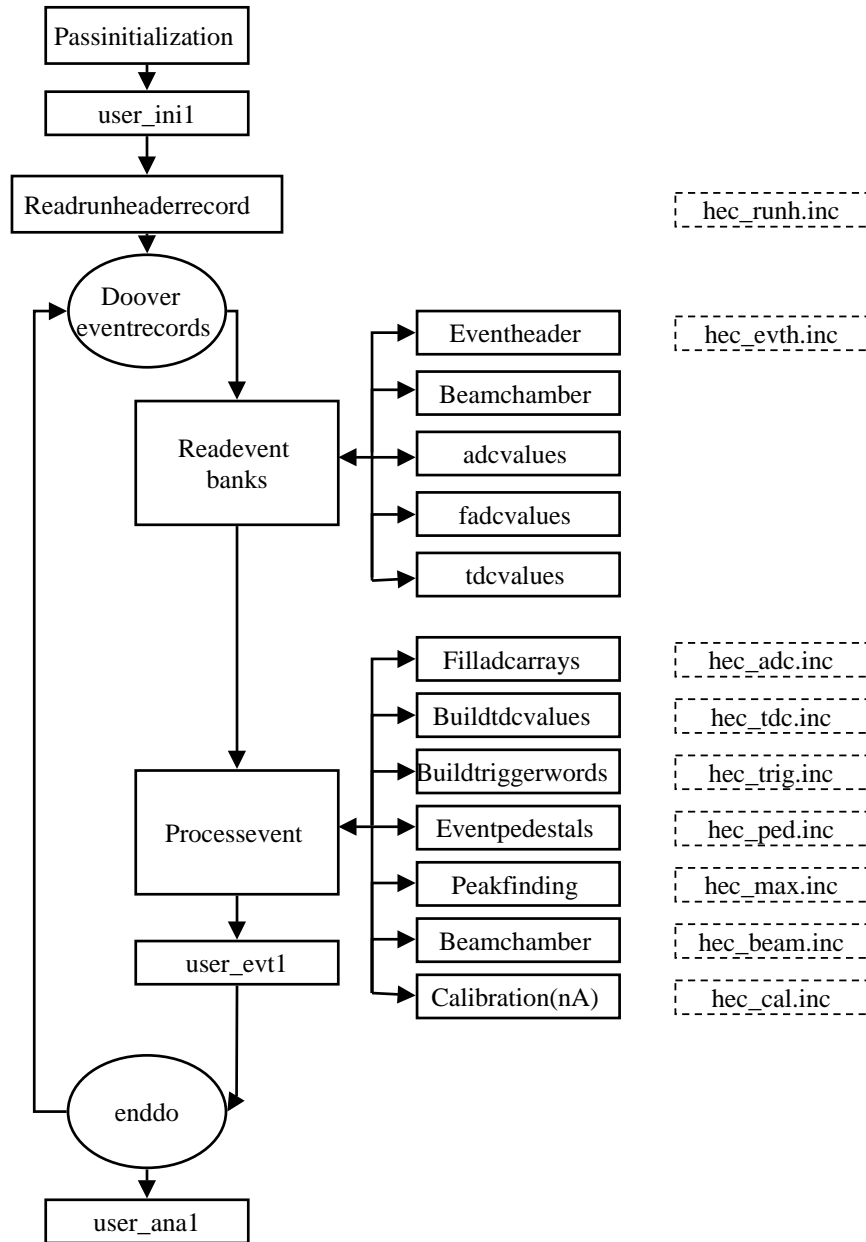 Passinitialization
user_ini1
Readrunheaderrecord
hec_runh.inc
Doover
eventrecords
Eventheader
hec_evth.inc
Beamchamber
Readevent
banks
adcvalues
fadcvalues
tdcvalues
Filladcarrays
hec_adc.inc
Buildtdcvalues
hec_tdc.inc
Buildtriggerwords
hec_trig.inc
Processevent
Eventpedestals
hec_ped.inc
Peakfinding
hec_max.inc
user_evt1
Beamchamber
hec_beam.inc
Calibration(nA)
hec_cal.inc
enddo
user_ana1